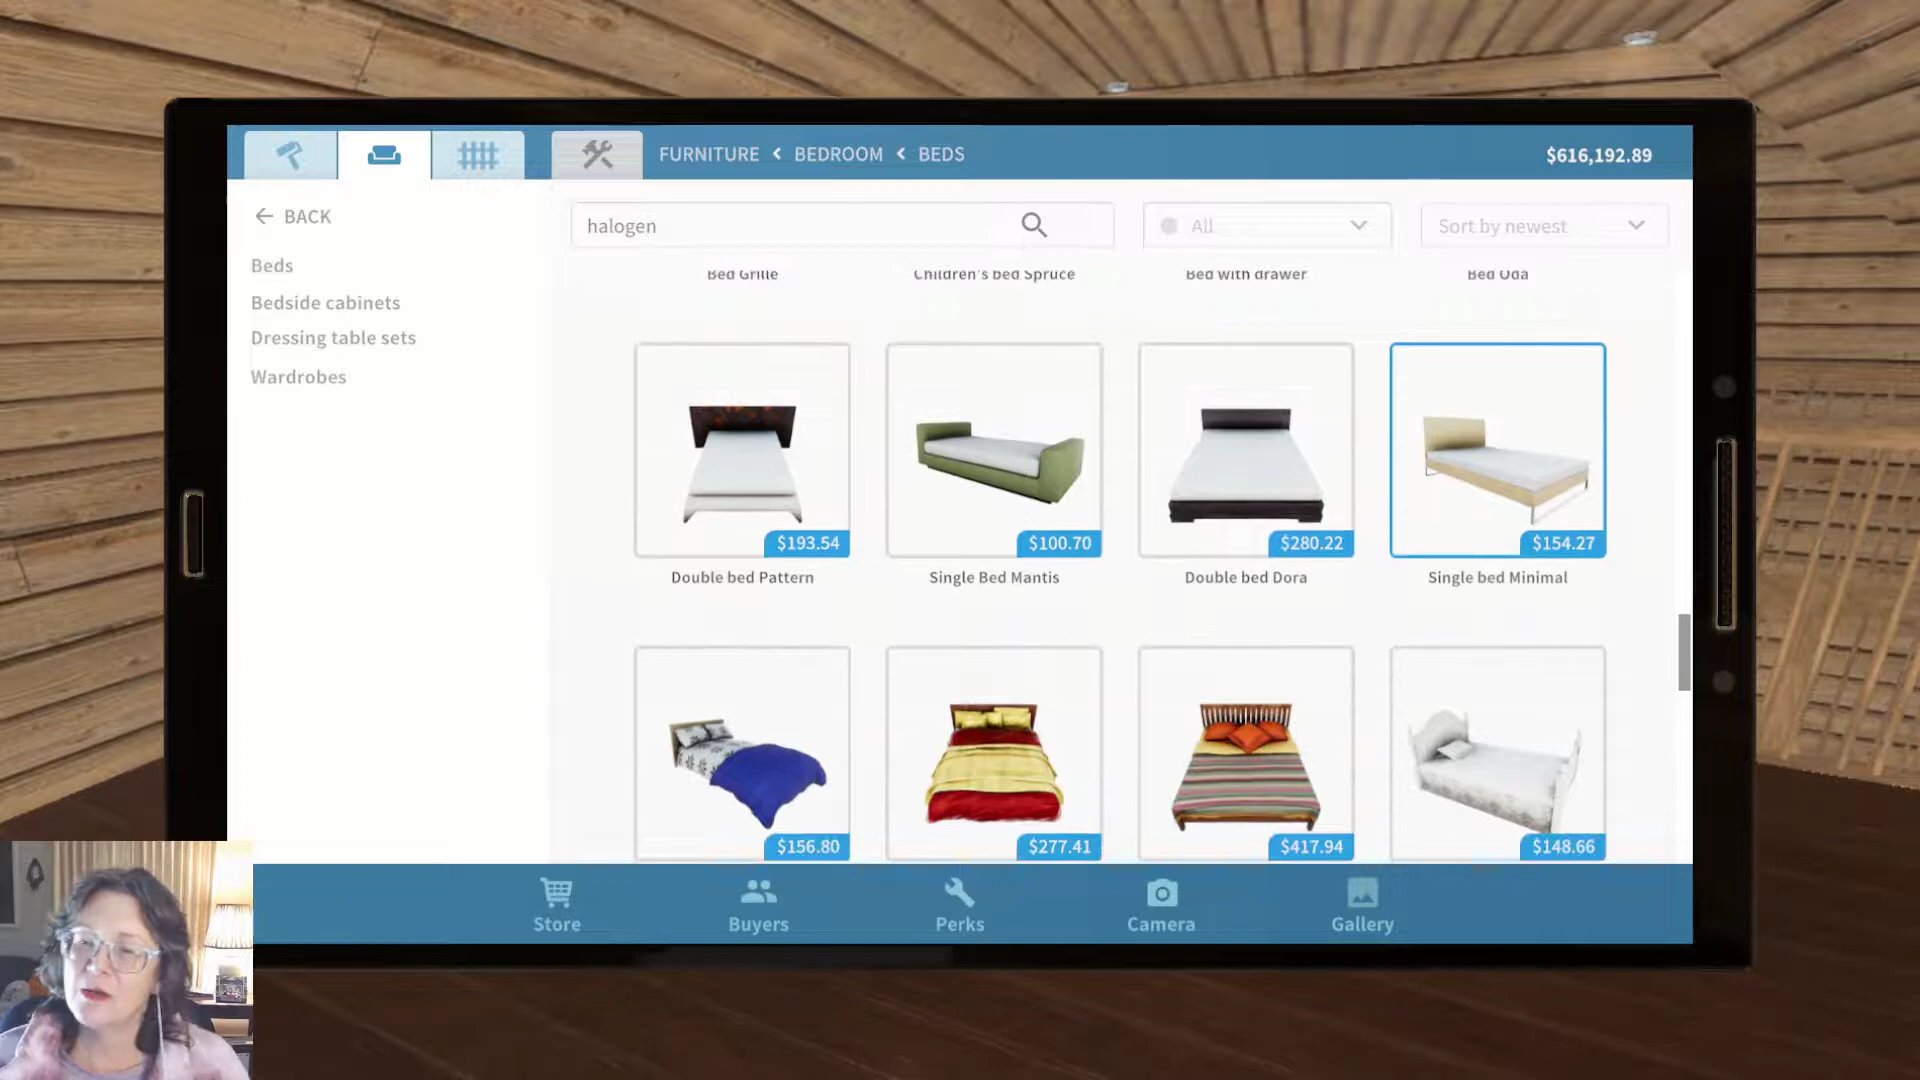 FURNITURE < BEDROOM < BEDS
$616,192.89
BACK
halogen
All
Sort by newest
Beds
Bedside cabinets
Dressing table sets
Wardrobes
Bed Grille
Children's bed Spruce
Bed with drawer
Bed Oda
$193.54
$100.70
$280.22
$154.27
Double bed Pattern
Single Bed Mantis
Double bed Dora
Single bed Minimal
$156.80
$277.41
$417.94
$148.66
Store
Buyers
Perks
Camera
Gallery